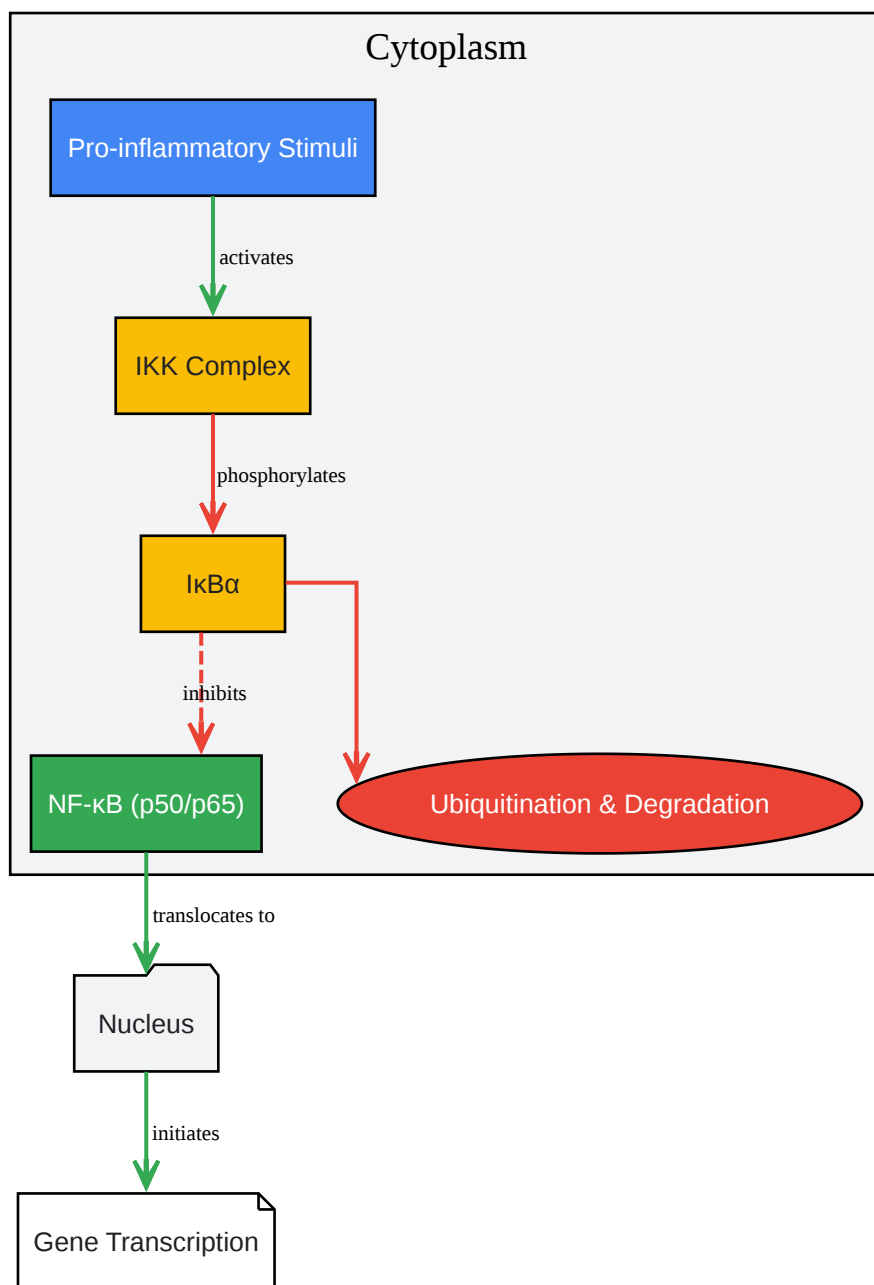 Cytoplasm
Pro-inflammatory Stimuli
activates
IKK Complex
phosphorylates
IκBα
inhibits
NF-κB (p50/p65)
Ubiquitination & Degradation
translocates to
Nucleus
initiates
Gene Transcription